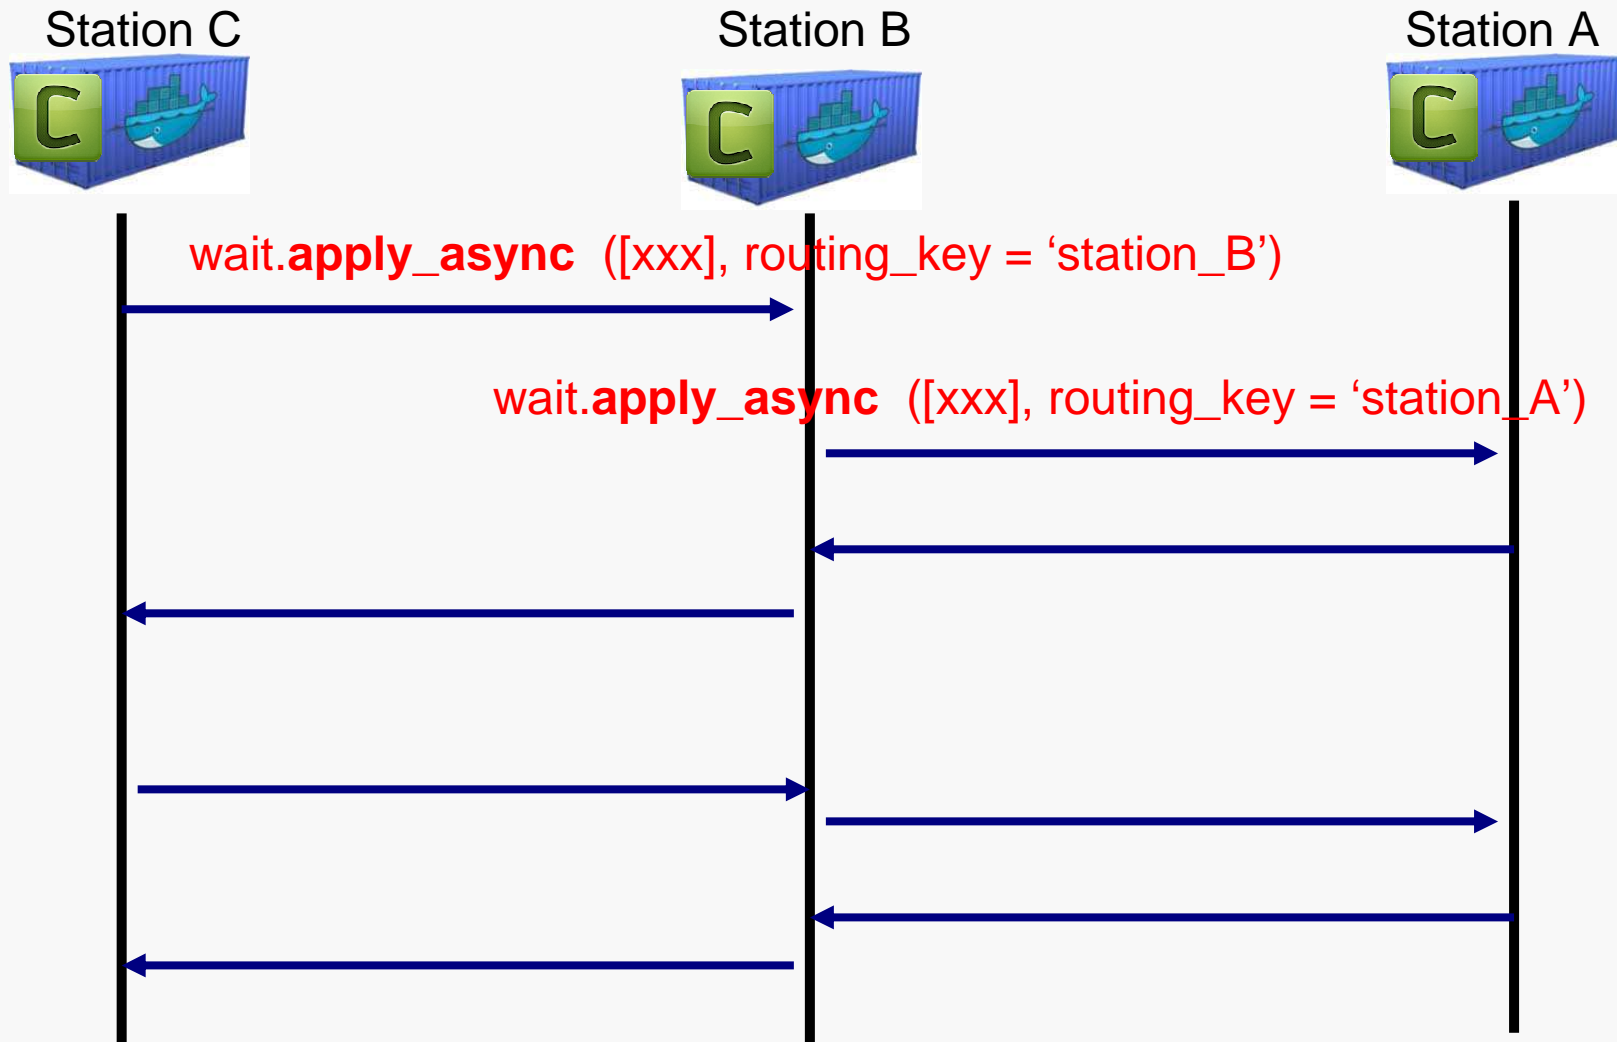 Station C
Station B
Station A
C
C
C
wait.apply_async  ([xxx], routing_key = ‘station_B’)
wait.apply_async  ([xxx], routing_key = ‘station_A’)